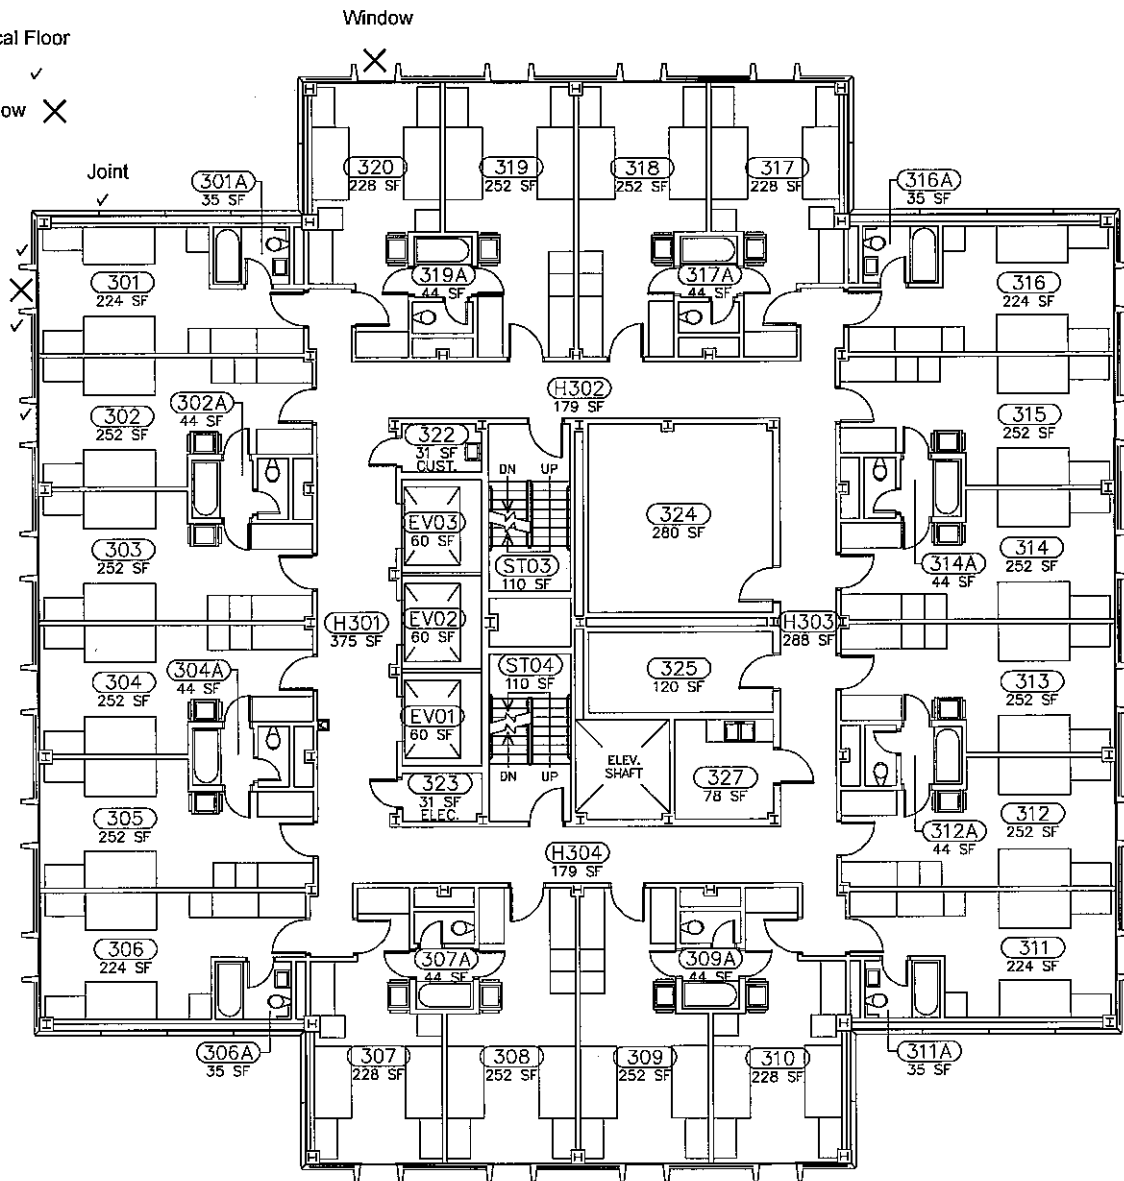 Window
cal Floor
ow
Joint
301A
35 SF
320
228 SF
319
252 SF
318
252 SF
317
228 SF
316A
35 SF
301
224 SF
319A
44 SF
317A
44 SF
316
224 SF
H302
179 SF
302
252 SF
302A
44 SF
322
31 SF
CUST.
DN UP
315
252 SF
EV03
60 SF
324
280 SF
303
252 SF
ST03
110 SF
314A
44 SF
314
252 SF
H301
375 SF
EV02
60 SF
H303
288 SF
304
252 SF
304A
44 SF
ST04
110 SF
325
120 SF
313
252 SF
EV01
60 SF
ELEV.
SHAFT
DN UP
323
31 SF
ELEC.
327
78 SF
305
252 SF
312
252 SF
312A
44 SF
H304
179 SF
306
224 SF
307A
44 SF
309A
44 SF
311
224 SF
306A
35 SF
307
228 SF
308
252 SF
309
252 SF
310
228 SF
311A
35 SF